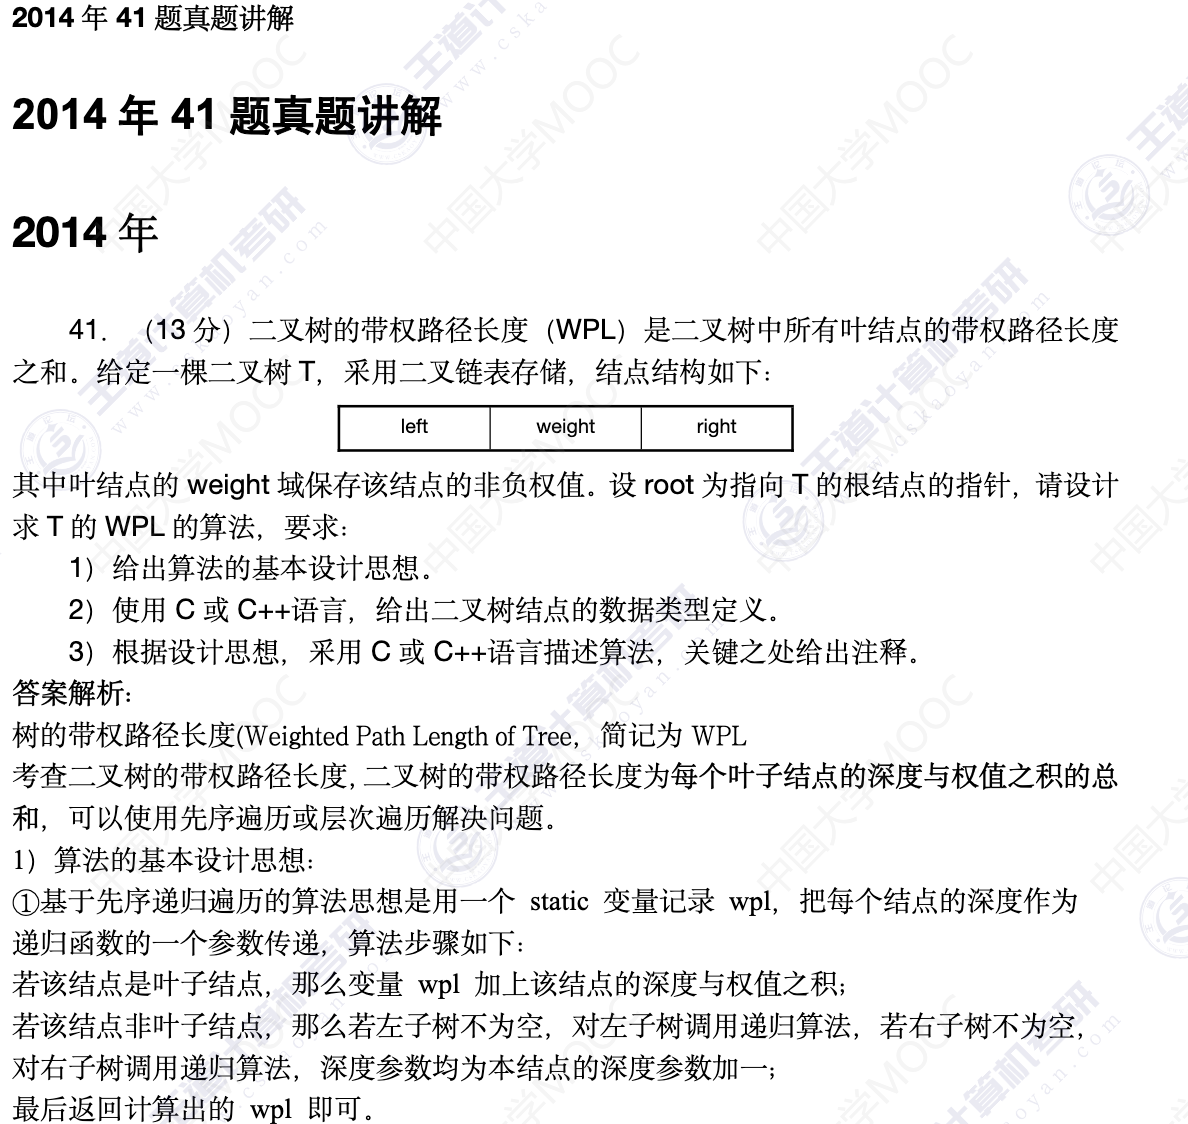 2014 年 41 题真题讲解
2014 年 41 题真题讲解
2014 年
41. （13 分）二叉树的带权路径长度（WPL）是二叉树中所有叶结点的带权路径长度
之和。给定一棵二叉树 T，采用二叉链表存储，结点结构如下：
left weight right
其中叶结点的 weight 域保存该结点的非负权值。设 root 为指向 T 的根结点的指针，请设计
求 T 的 WPL 的算法，要求：
1）给出算法的基本设计思想。
2）使用 C 或 C++语言，给出二叉树结点的数据类型定义。
3）根据设计思想，采用 C 或 C++语言描述算法，关键之处给出注释。
答案解析：
树的带权路径长度(Weighted Path Length of Tree，简记为 WPL
考查二叉树的带权路径长度,二叉树的带权路径长度为每个叶子结点的深度与权值之积的总
和，可以使用先序遍历或层次遍历解决问题。
1）算法的基本设计思想：
①基于先序递归遍历的算法思想是用一个 static 变量记录 wpl，把每个结点的深度作为
递归函数的一个参数传递，算法步骤如下：
若该结点是叶子结点，那么变量 wpl 加上该结点的深度与权值之积；
若该结点非叶子结点，那么若左子树不为空，对左子树调用递归算法，若右子树不为空，
对右子树调用递归算法，深度参数均为本结点的深度参数加一；
最后返回计算出的 wpl 即可。